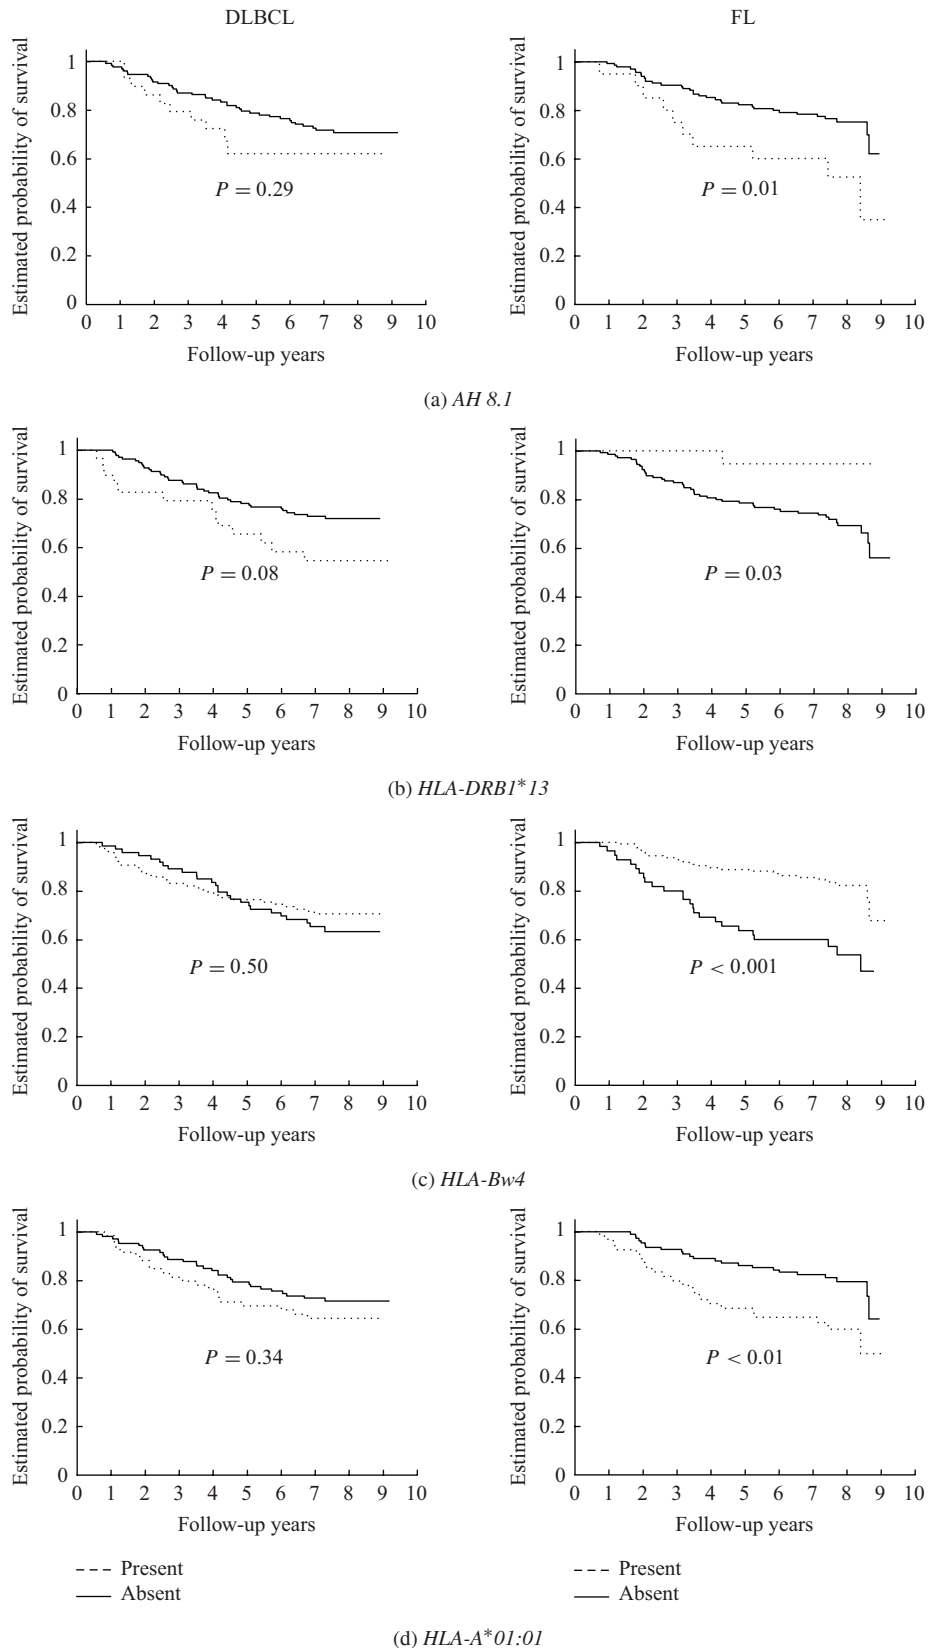 DLBCL
FL
Estimated probability of survival
1
0.8
0.6
0.4
0.2
0
P = 0.29
0 1 2 3 4 5 6 7 8 9 10
Follow-up years
Estimated probability of survival
1
0.8
0.6
0.4
0.2
0
P = 0.01
0 1 2 3 4 5 6 7 8 9 10
Follow-up years
(a) AH 8.1
Estimated probability of survival
1
0.8
0.6
0.4
0.2
0
P = 0.08
0 1 2 3 4 5 6 7 8 9 10
Follow-up years
Estimated probability of survival
1
0.8
0.6
0.4
0.2
0
P = 0.03
0 1 2 3 4 5 6 7 8 9 10
Follow-up years
(b) HLA-DRB1*13
Estimated probability of survival
1
0.8
0.6
0.4
0.2
0
P = 0.50
0 1 2 3 4 5 6 7 8 9 10
Follow-up years
Estimated probability of survival
1
0.8
0.6
0.4
0.2
0
P < 0.001
0 1 2 3 4 5 6 7 8 9 10
Follow-up years
(c) HLA-Bw4
Estimated probability of survival
1
0.8
0.6
0.4
0.2
0
P = 0.34
0 1 2 3 4 5 6 7 8 9 10
Follow-up years
Present
Absent
Estimated probability of survival
1
0.8
0.6
0.4
0.2
0
P < 0.01
0 1 2 3 4 5 6 7 8 9 10
Follow-up years
Present
Absent
(d) HLA-A*01:01